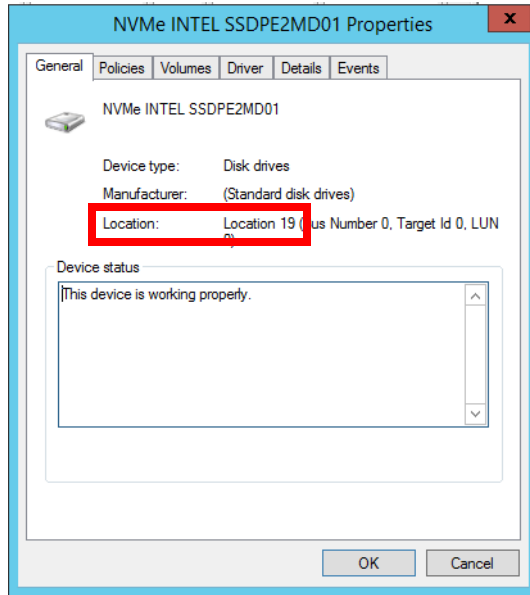 NVMe INTEL SSDPE2MD01 Properties
x
General Policies Volumes Driver Details Events
NVMe INTEL SSDPE2MD01
Device type: Disk drives
Manufacturer: (Standard disk drives)
Location: Location 19 us Number 0, Target Id 0, LUN
Device status
This device is working properly.
OK Cancel